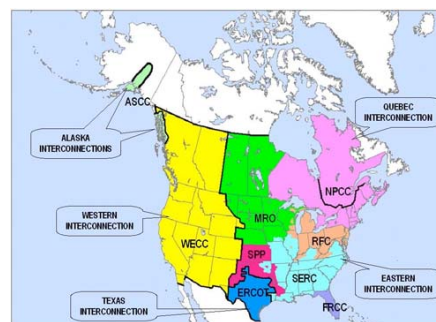 ASCC
ALASKA
INTERCONNECTIONS
QUEBEC
INTERCONNECTION
NPCC
WESTERN
INTERCONNECTION
MRO
WECC
RFC
SPP
SERC
EASTERN
INTERCONNECTION
TEXAS
INTERCONNECTION
ERCOT
FRCC